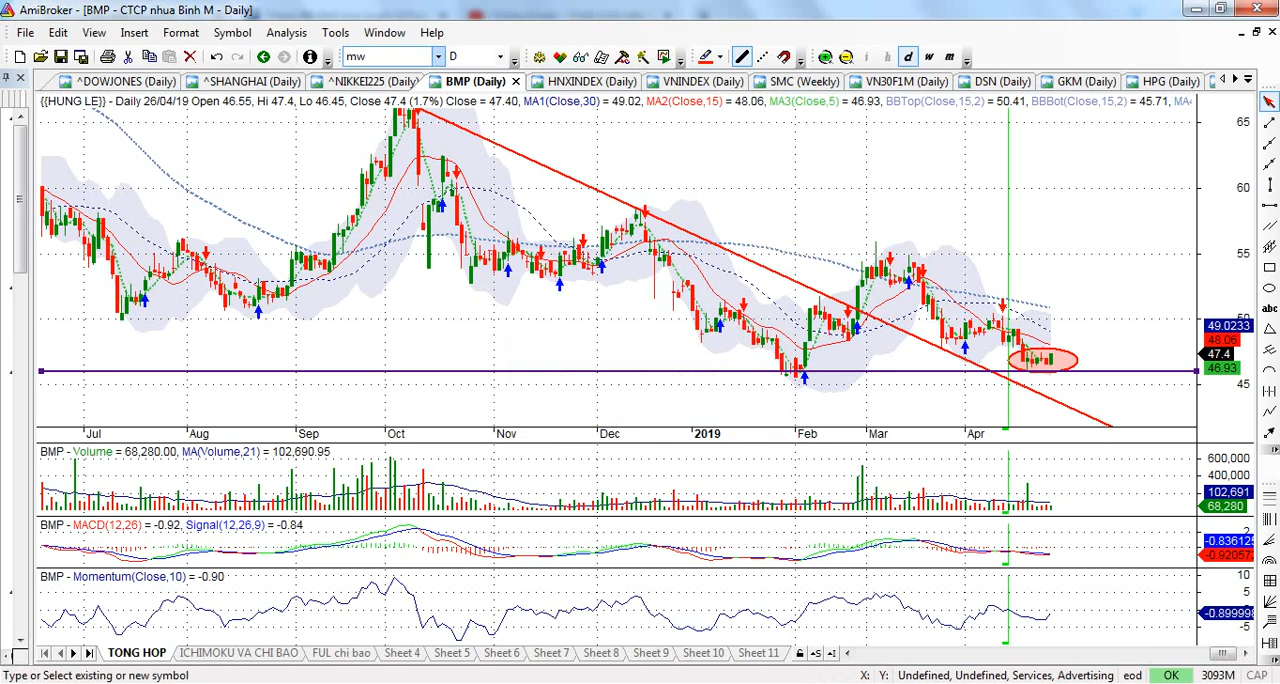 AmiBroker - [BMP - CTCP nhua Binh M - Daily]
File Edit View Insert Format Symbol Analysis Tools Window Help
mw D i h d w m
^DOWJONES (Daily) ^SHANGHAI (Daily) ^NIKKEI225 (Daily) BMP (Daily) HNXINDEX (Daily) VNINDEX (Daily) SMC (Weekly) VN30F1M (Daily) DSN (Daily) GKM (Daily) HPG (Daily)
{{HUNG LE}} - Daily 26/04/19 Open 46.55, Hi 47.4, Lo 46.45, Close 47.4 (1.7%) Close = 47.40, MA1(Close,30) = 49.02, MA2(Close,15) = 48.06, MA3(Close,5) = 46.93, BBTop(Close,15,2) = 50.41, BBBot(Close,15,2) = 45.71,
abc
65
60
55
50
49.0233
48.06
47.4
46.93
45
Jul Aug Sep Oct Nov Dec 2019 Feb Mar Apr
BMP - Volume = 68,280.00, MA(Volume,21) = 102,690.95
600,000
400,000
102,691
68,280
BMP - MACD(12,26) = -0.92, Signal(12,26,9) = -0.84
2
-0.836125
-0.920572
BMP - Momentum(Close,10) = -0.90
10
5
-0.899998
-5
TONG HOP ICHIMOKU VA CHI BAO FUL chi bao Sheet 4 Sheet 5 Sheet 6 Sheet 7 Sheet 8 Sheet 9 Sheet 10 Sheet 11
Type or Select existing or new symbol X: Y: Undefined, Undefined, Services, Advertising eod OK 3093M CAP